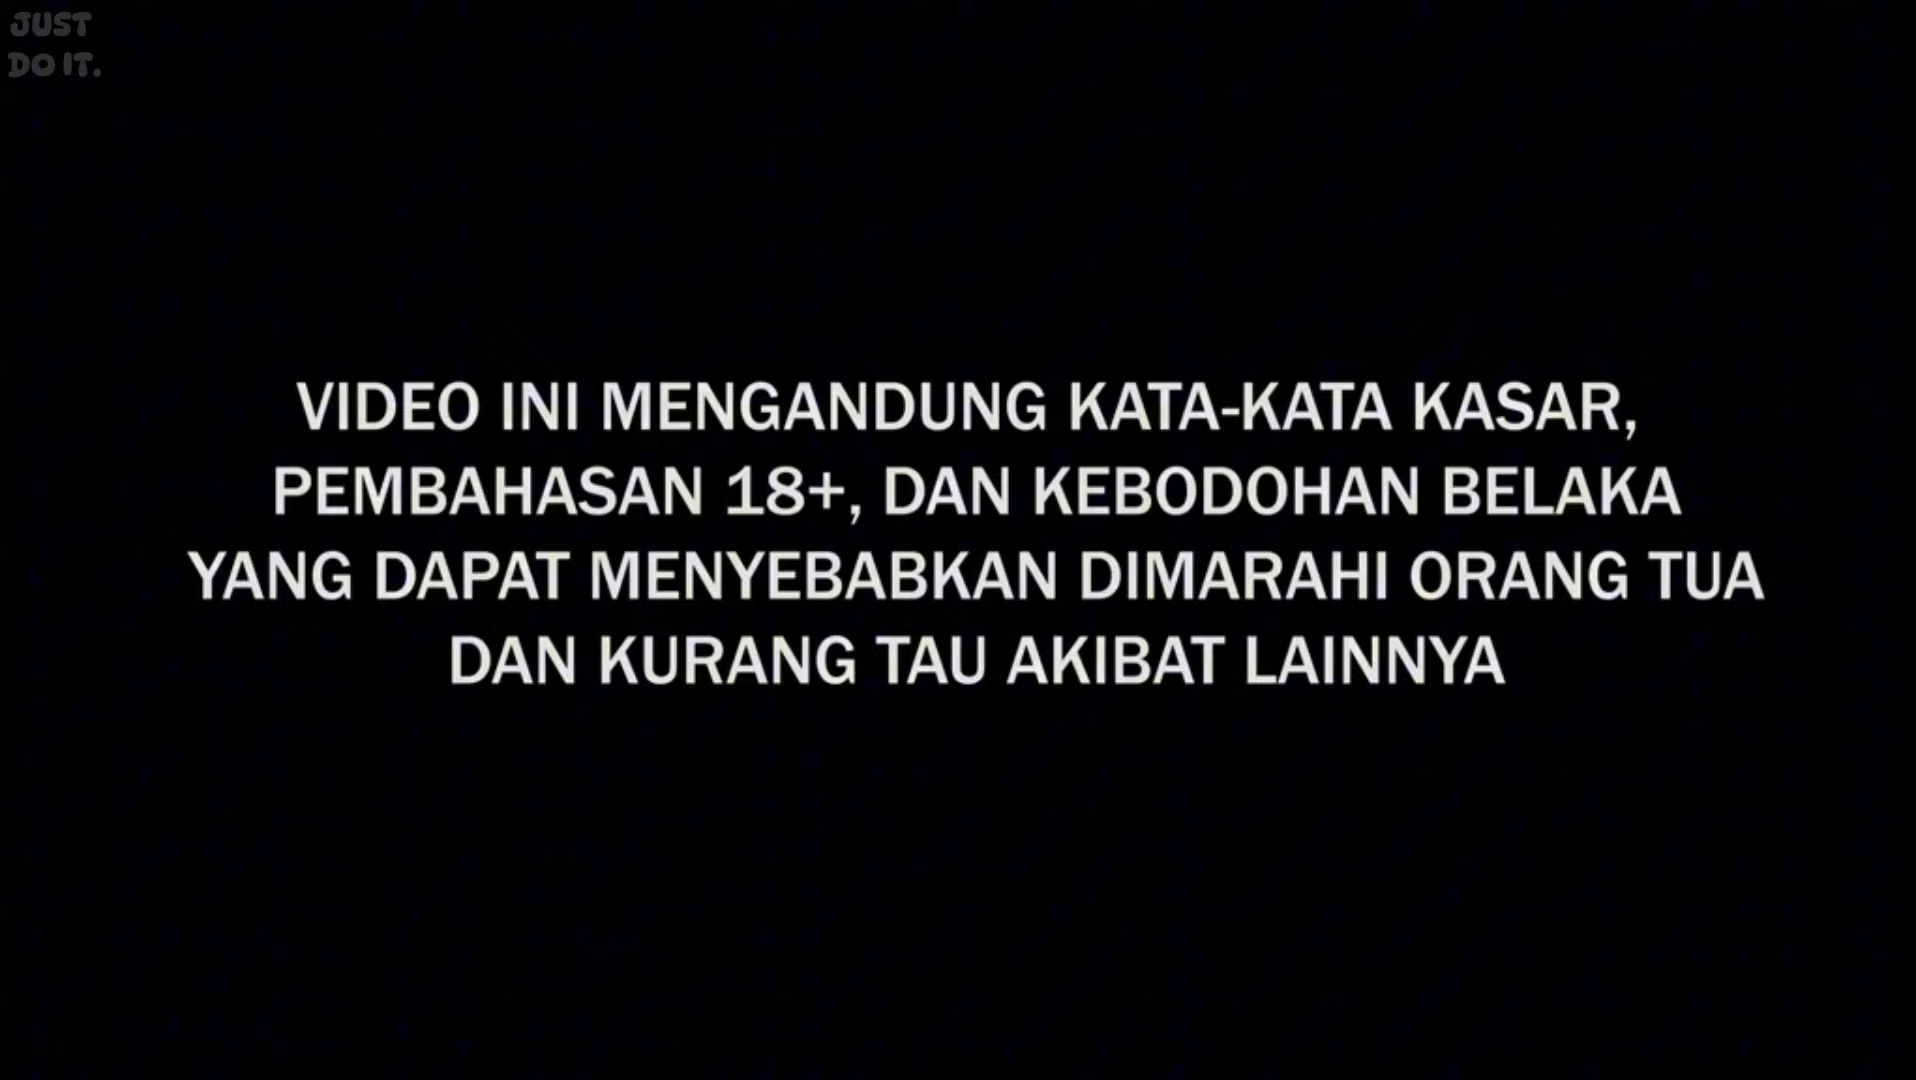 JUST
DO IT.
VIDEO INI MENGANDUNG KATA-KATA KASAR,
PEMBAHASAN 18+, DAN KEBODOHAN BELAKA
YANG DAPAT MENYEBABKAN DIMARAHI ORANG TUA
DAN KURANG TAU AKIBAT LAINNYA